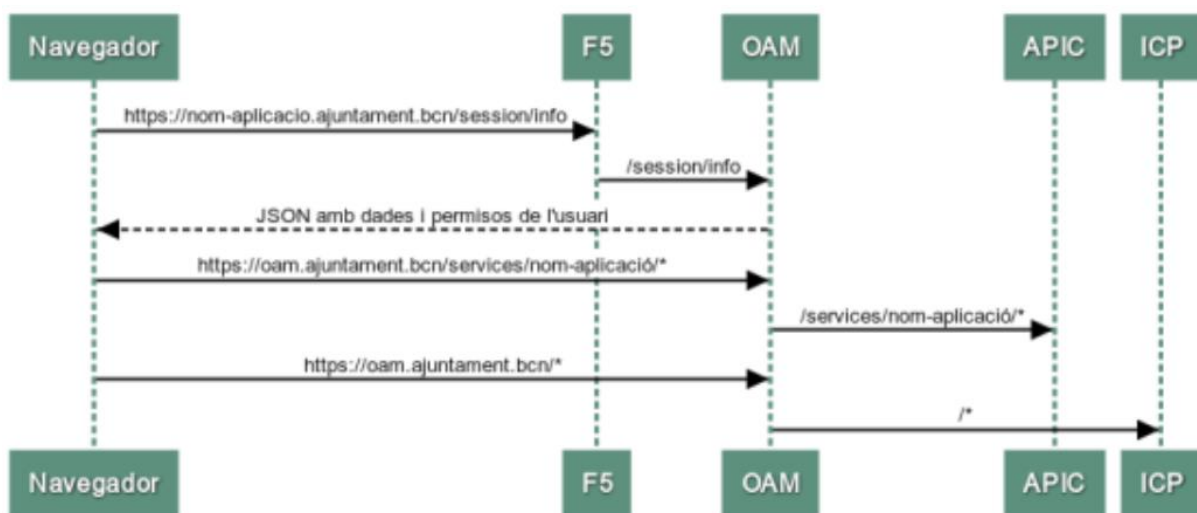 Navegador F5 OAM APIC ICP
https://nom-aplicacio.ajuntament.bcn/session/info
/session/info
JSON amb dades i permisos de l'usuari
https://oam.ajuntament.bcn/services/nom-aplicació/*
/services/nom-aplicació/*
https://oam.ajuntament.bcn/*
/*
Navegador F5 OAM APIC ICP